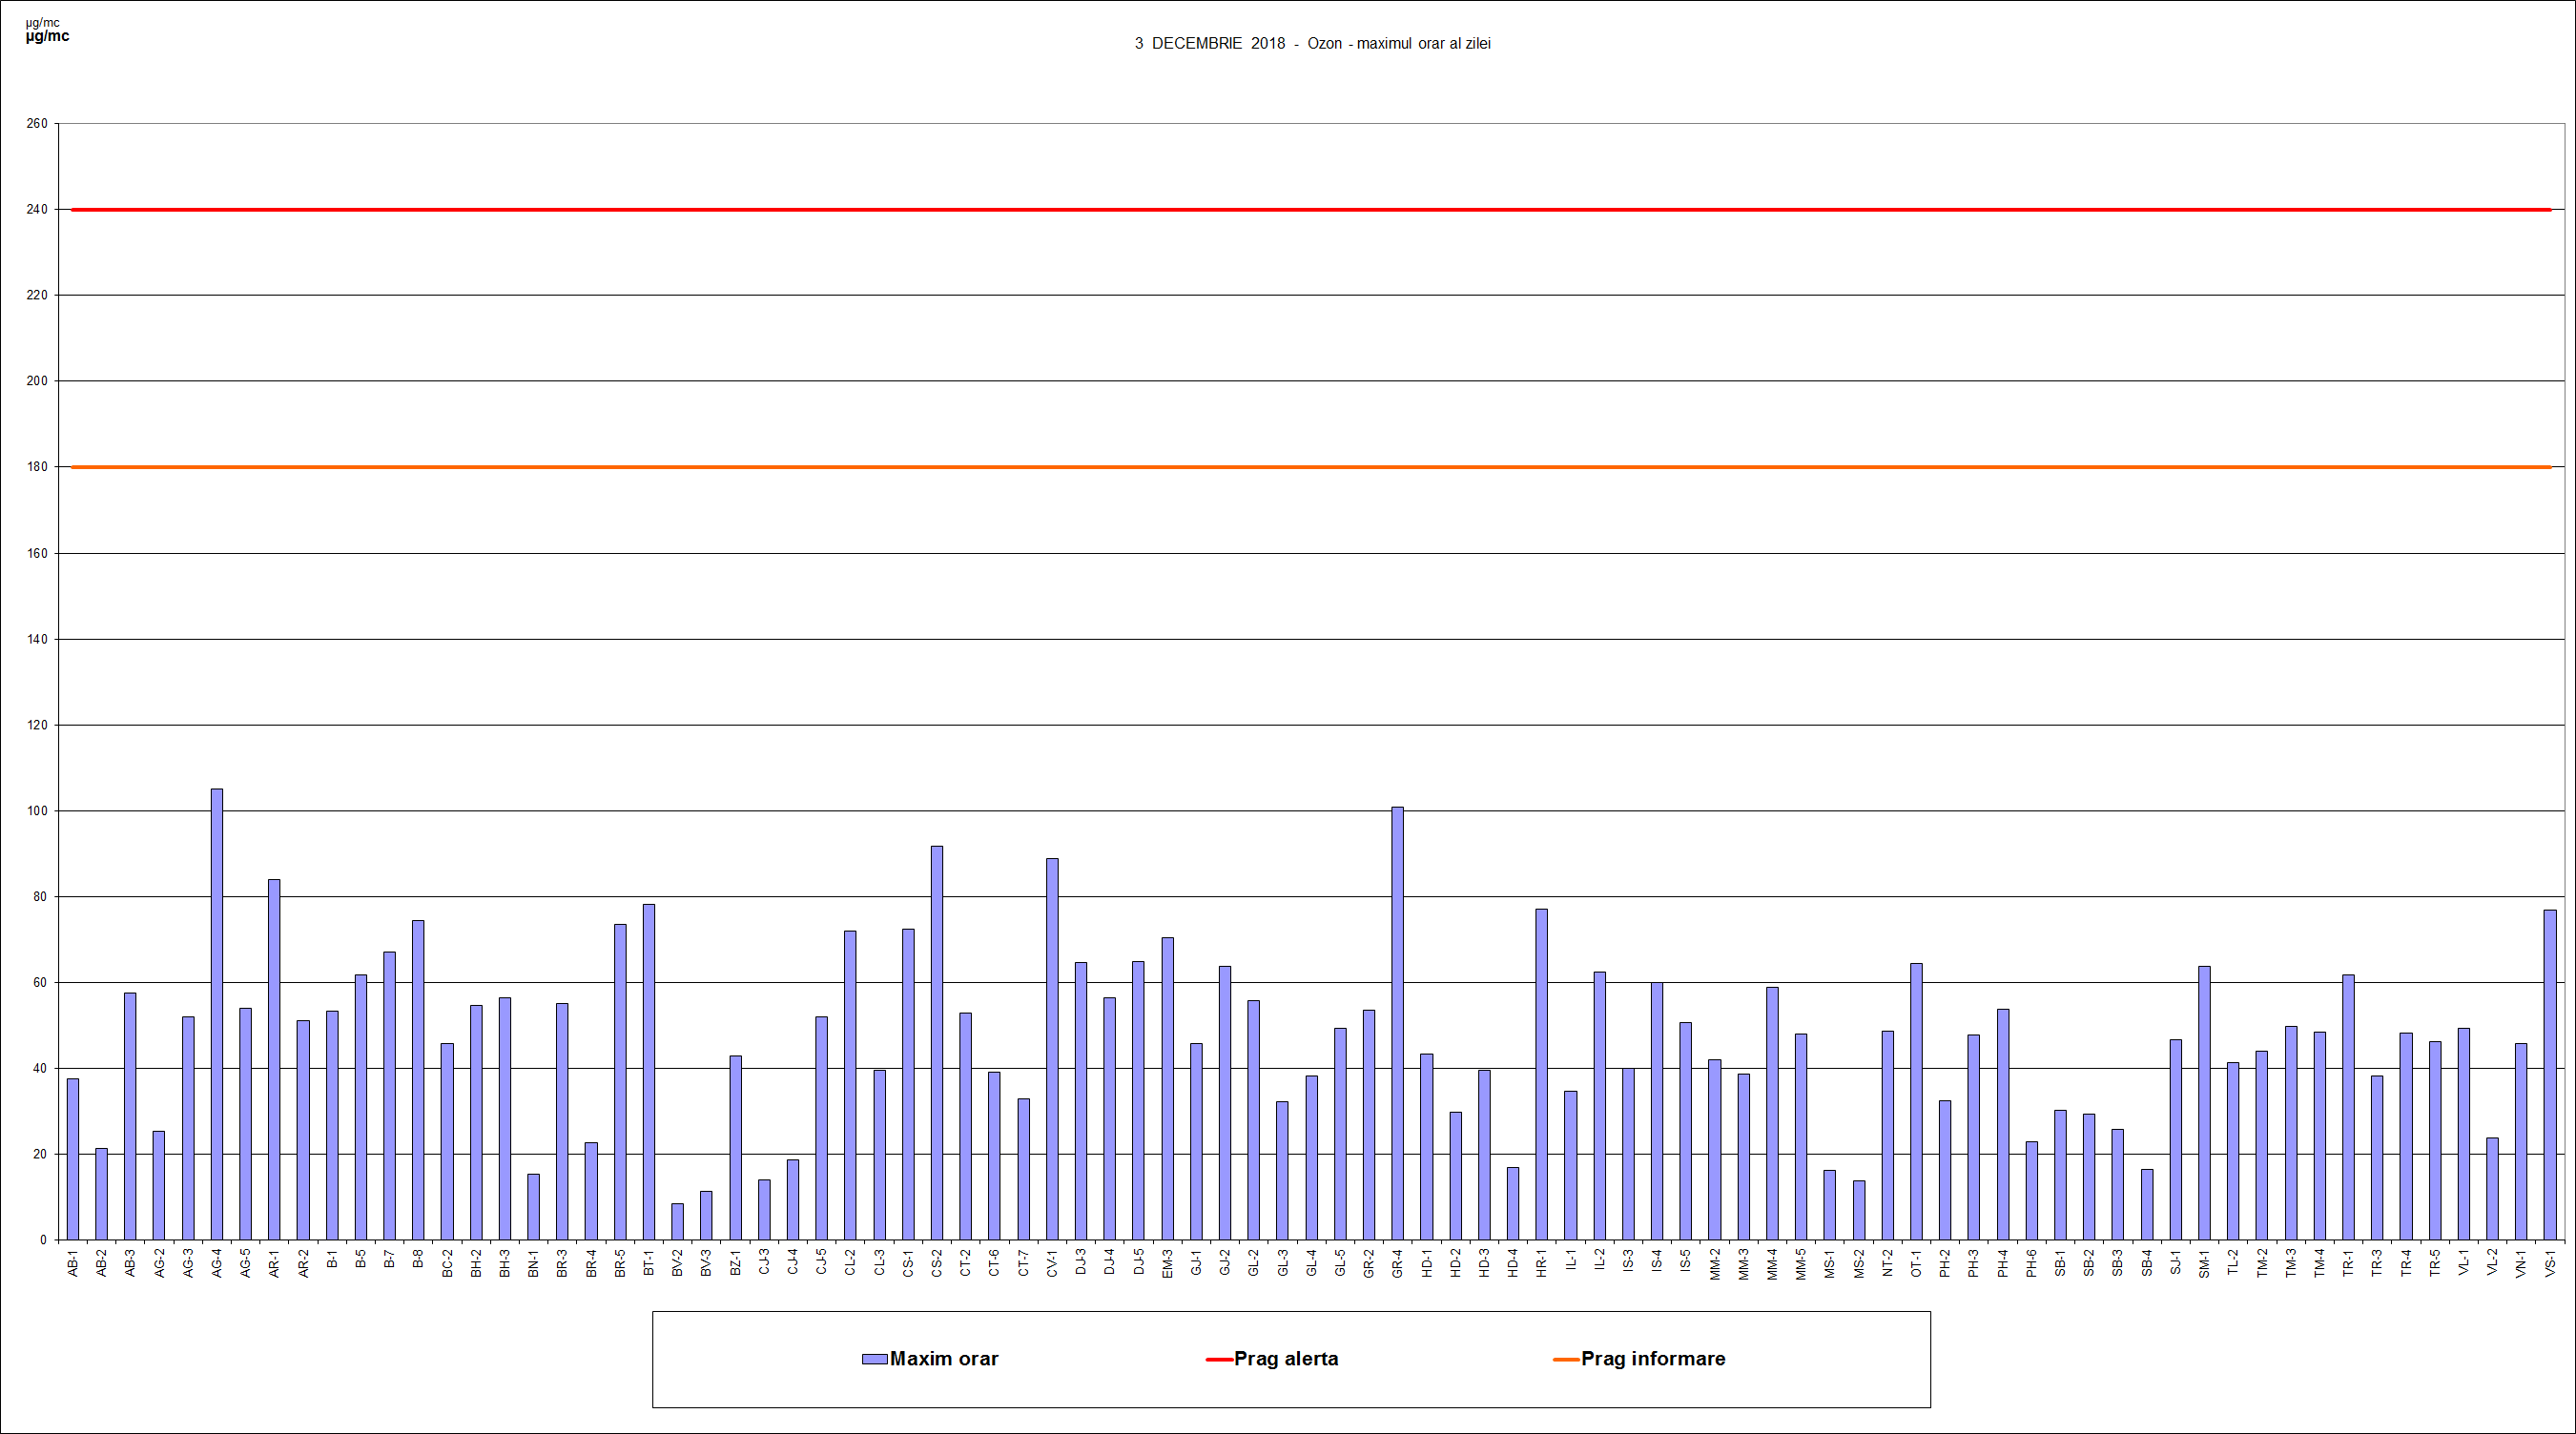 µg/mc
µg/mc
3 DECEMBRIE 2018 - Ozon - maximul orar al zilei
260
240
220
200
180
160
140
120
100
80
60
40
20
0
AB-1 AB-2 AB-3 AG-2 AG-3 AG-4 AG-5 AR-1 AR-2 B-1 B-5 B-7 B-8 BC-2 BH-2 BH-3 BN-1 BR-3 BR-4 BR-5 BT-1 BV-2 BV-3 BZ-1 CJ-3 CJ-4 CJ-5 CL-2 CL-3 CS-1 CS-2 CT-2 CT-6 CT-7 CV-1 DJ-3 DJ-4 DJ-5 EM-3 GJ-1 GJ-2 GL-2 GL-3 GL-4 GL-5 GR-2 GR-4 HD-1 HD-2 HD-3 HD-4 HR-1 IL-1 IL-2 IS-3 IS-4 IS-5 MM-2 MM-3 MM-4 MM-5 MS-1 MS-2 NT-2 OT-1 PH-2 PH-3 PH-4 PH-6 SB-1 SB-2 SB-3 SB-4 SJ-1 SM-1 TL-2 TM-2 TM-3 TM-4 TR-1 TR-3 TR-4 TR-5 VL-1 VL-2 VN-1 VS-1
Maxim orar Prag alerta Prag informare